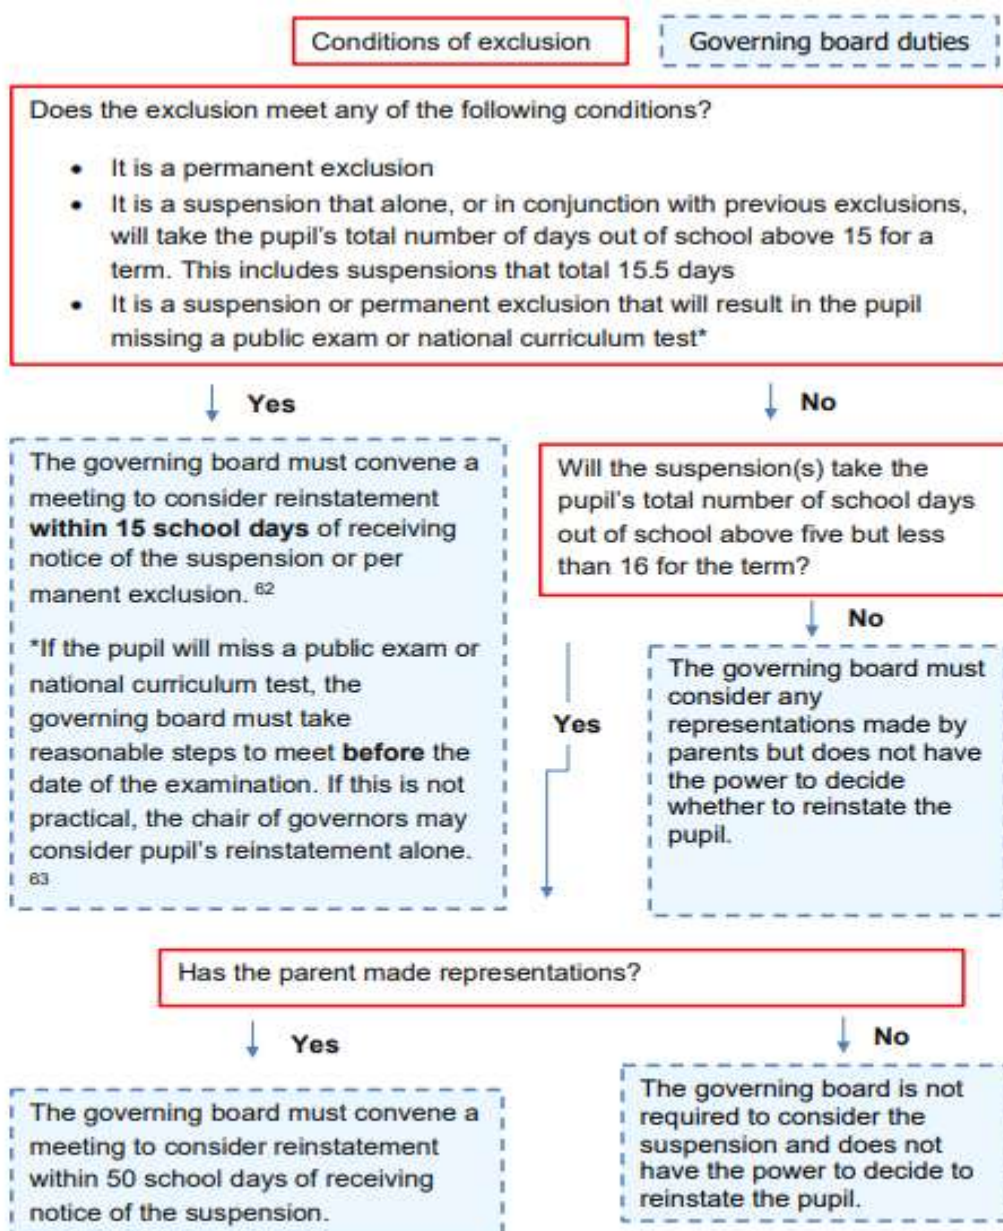 Conditions of exclusion
Governing board duties
Does the exclusion meet any of the following conditions?
• It is a permanent exclusion
• It is a suspension that alone, or in conjunction with previous exclusions,
will take the pupil's total number of days out of school above 15 for a
term. This includes suspensions that total 15.5 days
• It is a suspension or permanent exclusion that will result in the pupil
missing a public exam or national curriculum test*
Yes
No
The governing board must convene a
meeting to consider reinstatement
within 15 school days of receiving
notice of the suspension or per
manent exclusion. 62
*If the pupil will miss a public exam or
national curriculum test, the
governing board must take
reasonable steps to meet before the
date of the examination. If this is not
practical, the chair of governors may
consider pupil's reinstatement alone.
63
Will the suspension(s) take the
pupil's total number of school days
out of school above five but less
than 16 for the term?
No
Yes
The governing board must
consider any
representations made by
parents but does not have
the power to decide
whether to reinstate the
pupil.
Has the parent made representations?
Yes
No
The governing board must convene a
meeting to consider reinstatement
within 50 school days of receiving
notice of the suspension.
The governing board is not
required to consider the
suspension and does not
have the power to decide to
reinstate the pupil.